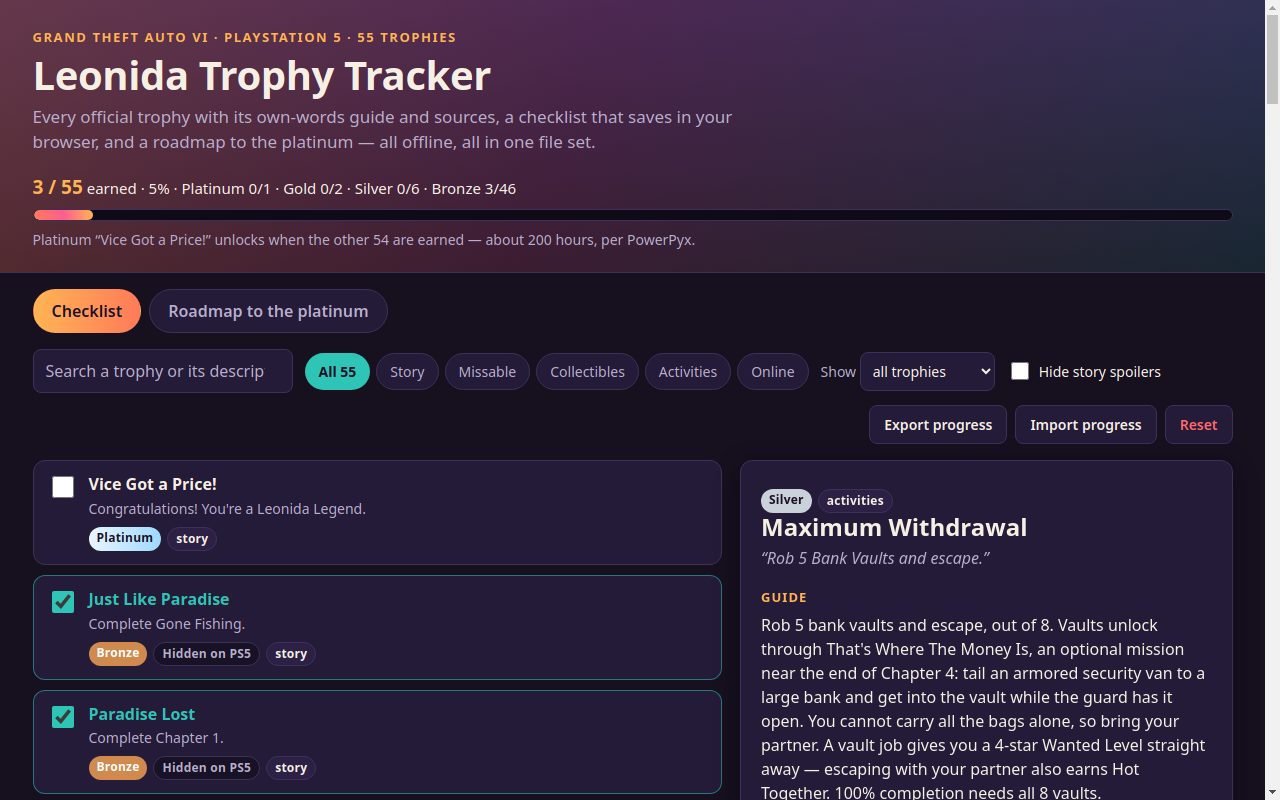 GRAND THEFT AUTO VI · PLAYSTATION 5 · 55 TROPHIES
Leonida Trophy Tracker
Every official trophy with its own-words guide and sources, a checklist that saves in your
browser, and a roadmap to the platinum — all offline, all in one file set.
3 / 55 earned · 5% · Platinum 0/1 · Gold 0/2 · Silver 0/6 · Bronze 3/46
Platinum “Vice Got a Price!” unlocks when the other 54 are earned — about 200 hours, per PowerPyx.
Checklist
Roadmap to the platinum
Search a trophy or its descrip
All 55
Story
Missable
Collectibles
Activities
Online
Show
all trophies
Hide story spoilers
Export progress
Import progress
Reset
Vice Got a Price!
Congratulations! You're a Leonida Legend.
Platinum
story
Just Like Paradise
Complete Gone Fishing.
Bronze
Hidden on PS5
story
Paradise Lost
Complete Chapter 1.
Bronze
Hidden on PS5
story
Silver
activities
Maximum Withdrawal
“Rob 5 Bank Vaults and escape.”
GUIDE
Rob 5 bank vaults and escape, out of 8. Vaults unlock
through That's Where The Money Is, an optional mission
near the end of Chapter 4: tail an armored security van to a
large bank and get into the vault while the guard has it
open. You cannot carry all the bags alone, so bring your
partner. A vault job gives you a 4-star Wanted Level straight
away — escaping with your partner also earns Hot
Together. 100% completion needs all 8 vaults.